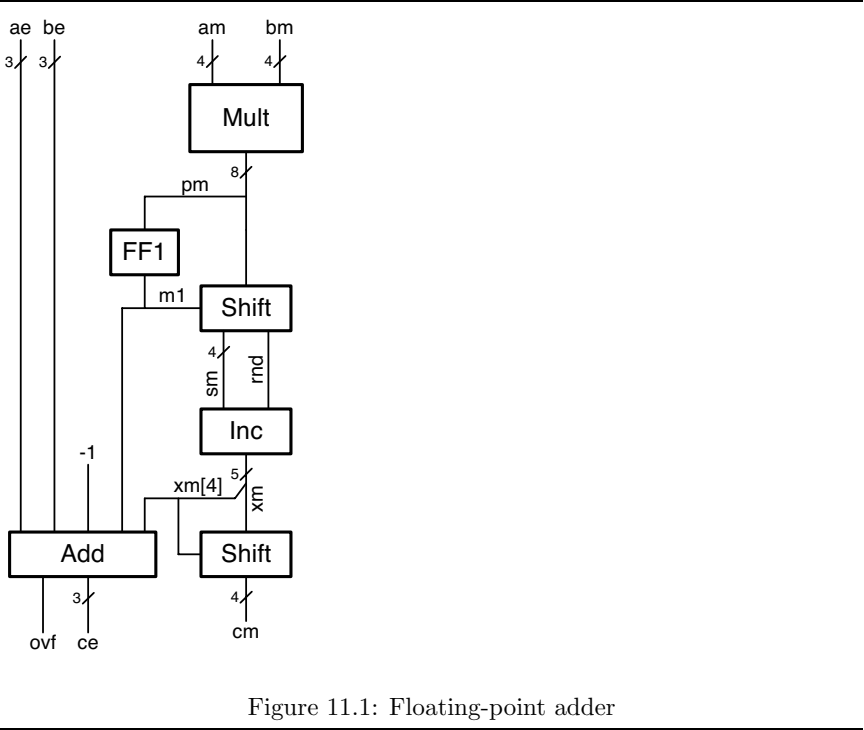 ae be am bm
3 3 4 4
Mult
8
pm
FF1
m1
Shift
4
sm rnd
Inc
-1
5
xm[4] xm
Add Shift
3 4
ovf ce cm
Figure 11.1: Floating-point adder